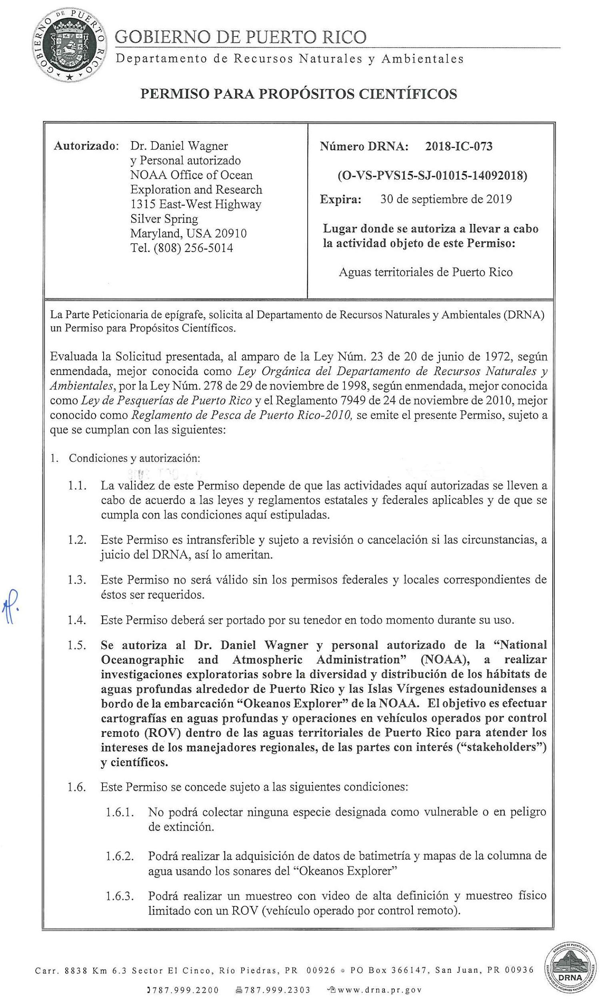 GOBIERNO DE PUERTO RICO
GOBIERNO DE PUERTO RICO
Departamento de Recursos Naturales y Ambientales
PERMISO PARA PROPÓSITOS CIENTÍFICOS
Autorizado: Dr. Daniel Wagner
y Personal autorizado
NOAA Office of Ocean
Exploration and Research
1315 East-West Highway
Silver Spring
Maryland, USA 20910
Tel. (808) 256-5014
Número DRNA: 2018-IC-073
(O-VS-PVS15-SJ-01015-14092018)
Expira: 30 de septiembre de 2019
Lugar donde se autoriza a llevar a cabo
la actividad objeto de este Permiso:
Aguas territoriales de Puerto Rico
La Parte Peticionaria de epígrafe, solicita al Departamento de Recursos Naturales y Ambientales (DRNA)
un Permiso para Propósitos Científicos.
Evaluada la Solicitud presentada, al amparo de la Ley Núm. 23 de 20 de junio de 1972, según
enmendada, mejor conocida como Ley Orgánica del Departamento de Recursos Naturales y
Ambientales, por la Ley Núm. 278 de 29 de noviembre de 1998, según enmendada, mejor conocida
como Ley de Pesquerías de Puerto Rico y el Reglamento 7949 de 24 de noviembre de 2010, mejor
conocido como Reglamento de Pesca de Puerto Rico-2010, se emite el presente Permiso, sujeto a
que se cumplan con las siguientes:
1. Condiciones y autorización:
1.1. La validez de este Permiso depende de que las actividades aquí autorizadas se lleven a
cabo de acuerdo a las leyes y reglamentos estatales y federales aplicables y de que se
cumpla con las condiciones aquí estipuladas.
1.2. Este Permiso es intransferible y sujeto a revisión o cancelación si las circunstancias, a
juicio del DRNA, así lo ameritan.
1.3. Este Permiso no será válido sin los permisos federales y locales correspondientes de
éstos ser requeridos.
1.4. Este Permiso deberá ser portado por su tenedor en todo momento durante su uso.
1.5. Se autoriza al Dr. Daniel Wagner y personal autorizado de la “National
Oceanographic and Atmospheric Administration” (NOAA), a realizar
investigaciones exploratorias sobre la diversidad y distribución de los hábitats de
aguas profundas alrededor de Puerto Rico y las Islas Vírgenes estadounidenses a
bordo de la embarcación “Okeanos Explorer” de la NOAA. El objetivo es efectuar
cartografías en aguas profundas y operaciones en vehículos operados por control
remoto (ROV) dentro de las aguas territoriales de Puerto Rico para atender los
intereses de los manejadores regionales, de las partes con interés (“stakeholders”)
y científicos.
1.6. Este Permiso se concede sujeto a las siguientes condiciones:
1.6.1. No podrá colectar ninguna especie designada como vulnerable o en peligro
de extinción.
1.6.2. Podrá realizar la adquisición de datos de batimetría y mapas de la columna de
agua usando los sonares del “Okeanos Explorer”
1.6.3. Podrá realizar un muestreo con video de alta definición y muestreo físico
limitado con un ROV (vehículo operado por control remoto).
Carr. 8838 Km 6.3 Sector El Cinco, Río Piedras, PR 00926 • PO Box 366147, San Juan, PR 00936
787.999.2200 787.999.2303 www.drna.pr.gov
GOBIERNO DE PUERTO RICO
DRNA
DEPARTAMENTO DE RECURSOS NATURALES Y AMBIENTALES